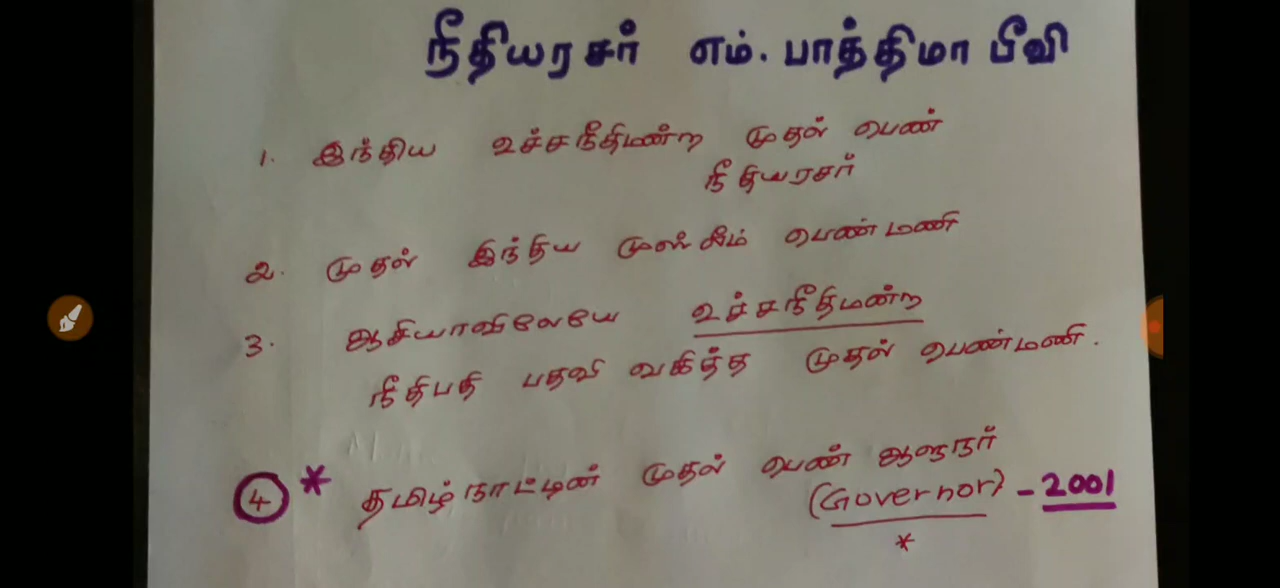 நீதியரசர் எம். பாத்திமா பீவி
1. இந்திய உச்சநீதிமன்ற முதல் பெண்
நீதியரசர்
2. முதல் இந்திய முஸ்லீம் பெண்மணி
3. ஆசியாவிலேயே உச்சநீதிமன்ற
நீதிபதி பதவி வகித்த முதல் பெண்மணி.
4 * தமிழ்நாட்டின் முதல் பெண் ஆளுநர்
(Governor) - 2001
*